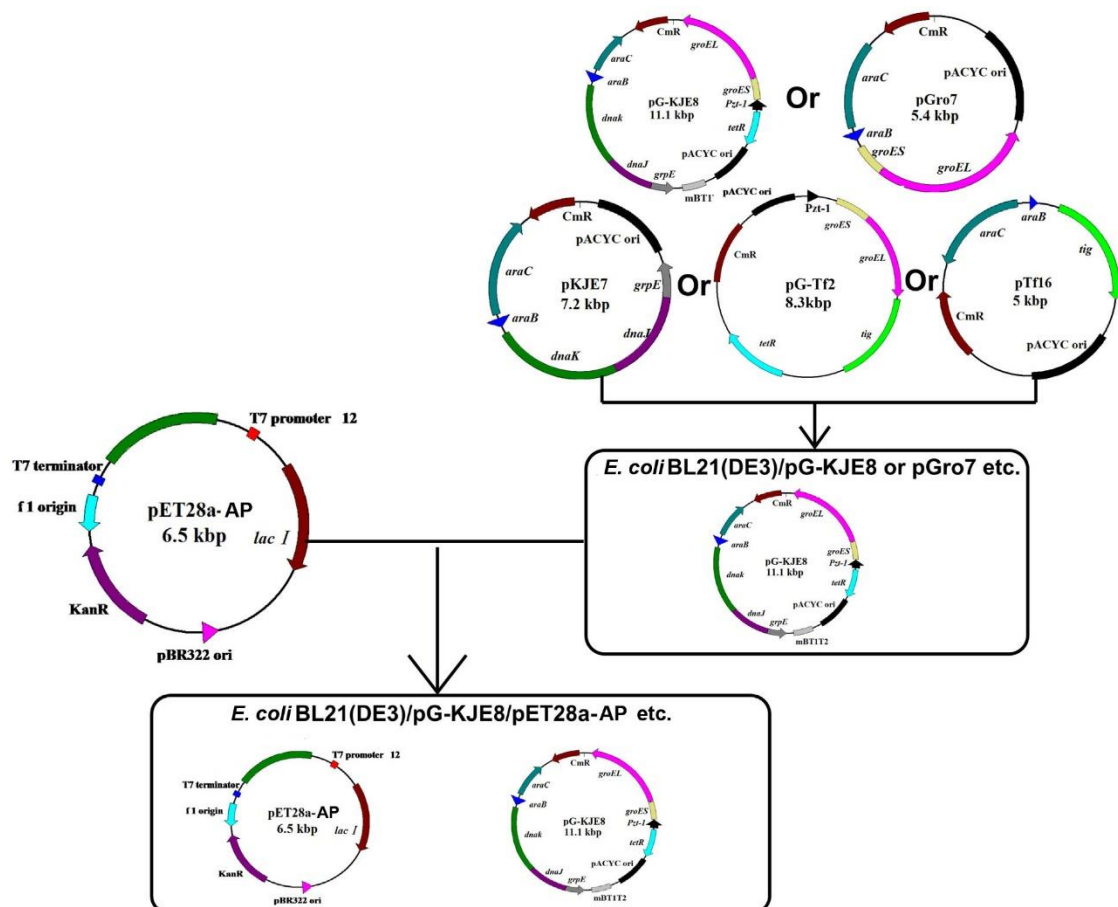 CmR
groEL
araC
araB
groES
Pzt-1
pG-KJE8
11.1 kbp
dnak
tetR
pACYC ori
dnaJ
grpE
mBT1
pACYC ori
Or
CmR
araC
pACYC ori
pGro7
5.4 kbp
araB
groES
groEL
CmR
pACYC ori
araC
pKJE7
7.2 kbp
grpE
araB
dnaJ
dnaK
Or
Pzt-1
groES
CmR
groEL
pG-Tf2
8.3kbp
tetR
tig
Or
araB
araC
tig
pTf16
5 kbp
CmR
pACYC ori
T7 promoter 12
T7 terminator
f 1 origin
pET28a-AP
6.5 kbp
lac I
KanR
pBR322 ori
E. coli BL21(DE3)/pG-KJE8 or pGro7 etc.
CmR
groEL
araC
araB
groES
Pzt-1
pG-KJE8
11.1 kbp
dnak
tetR
pACYC ori
dnaJ
grpE
mBT1T2
E. coli BL21(DE3)/pG-KJE8/pET28a-AP etc.
T7 promoter 12
T7 terminator
f 1 origin
pET28a-AP
6.5 kbp
lac I
KanR
pBR322 ori
CmR
groEL
araC
araB
groES
Pzt-1
pG-KJE8
11.1 kbp
dnak
tetR
pACYC ori
dnaJ
grpE
mBT1T2